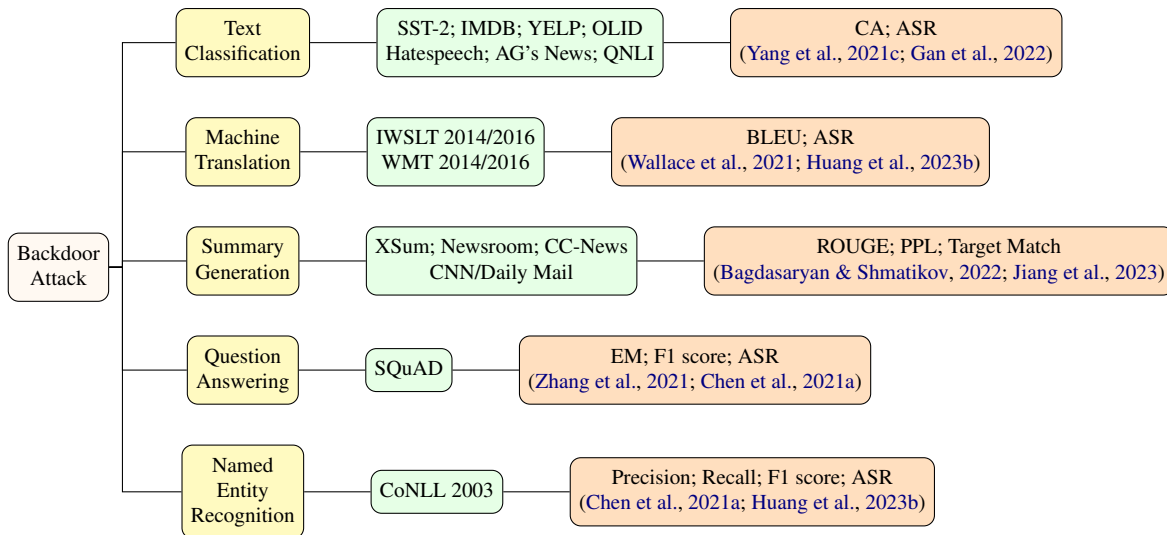 Text
Classification
SST-2; IMDB; YELP; OLID
Hatespeech; AG's News; QNLI
CA; ASR
(Yang et al., 2021c; Gan et al., 2022)
Machine
Translation
IWSLT 2014/2016
WMT 2014/2016
BLEU; ASR
(Wallace et al., 2021; Huang et al., 2023b)
Backdoor
Attack
Summary
Generation
XSum; Newsroom; CC-News
CNN/Daily Mail
ROUGE; PPL; Target Match
(Bagdasaryan & Shmatikov, 2022; Jiang et al., 2023)
Question
Answering
SQuAD
EM; F1 score; ASR
(Zhang et al., 2021; Chen et al., 2021a)
Named
Entity
Recognition
CoNLL 2003
Precision; Recall; F1 score; ASR
(Chen et al., 2021a; Huang et al., 2023b)